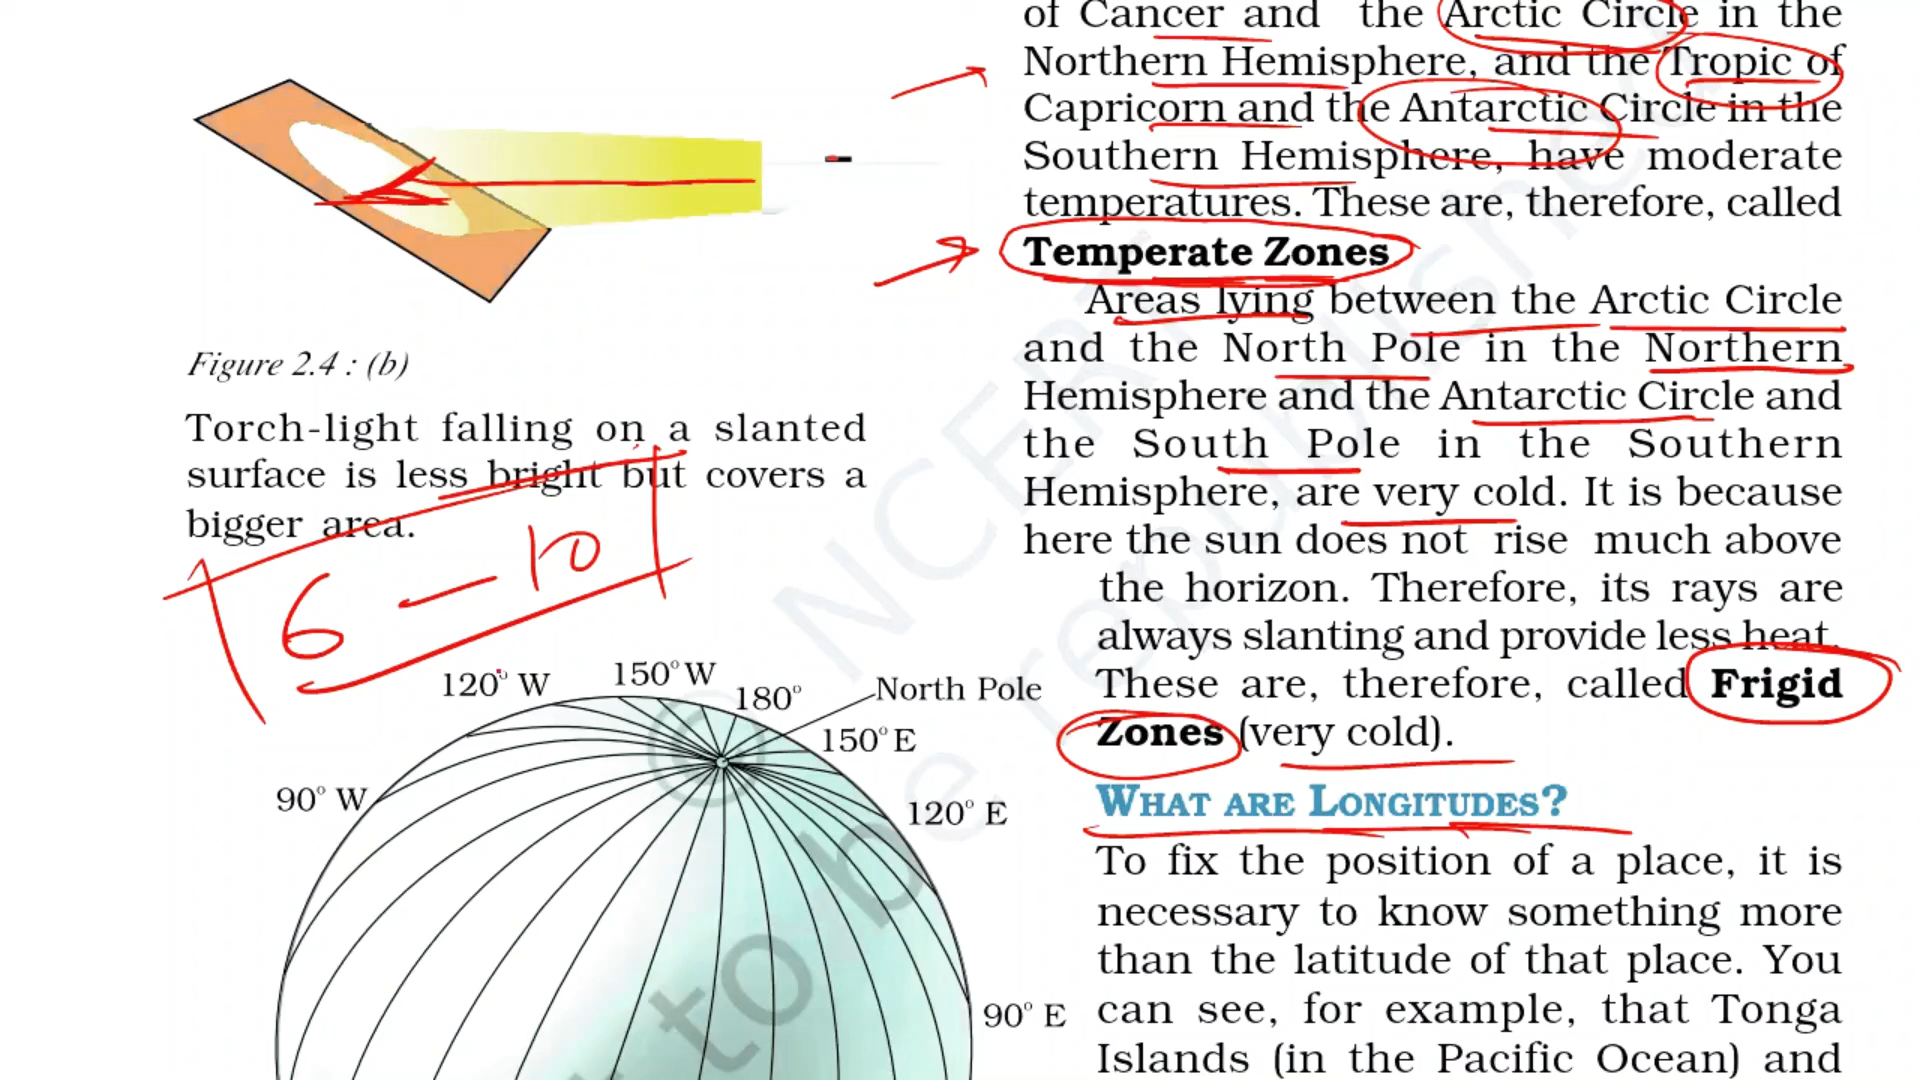 of Cancer and the Arctic Circle in the
Northern Hemisphere, and the Tropic of
Capricorn and the Antarctic Circle in the
Southern Hemisphere, have moderate
temperatures. These are, therefore, called
Temperate Zones
Areas lying between the Arctic Circle
and the North Pole in the Northern
Hemisphere and the Antarctic Circle and
the South Pole in the Southern
Hemisphere, are very cold. It is because
here the sun does not rise much above
the horizon. Therefore, its rays are
always slanting and provide less heat.
These are, therefore, called Frigid
Zones (very cold).
WHAT ARE LONGITUDES?
To fix the position of a place, it is
necessary to know something more
than the latitude of that place. You
can see, for example, that Tonga
Islands (in the Pacific Ocean) and
Figure 2.4 : (b)
Torch-light falling on a slanted
surface is less bright but covers a
bigger area.
6 - 10
120° W
150° W
180°
North Pole
150° E
90° W
120° E
90° E
© NCERT
to be republished